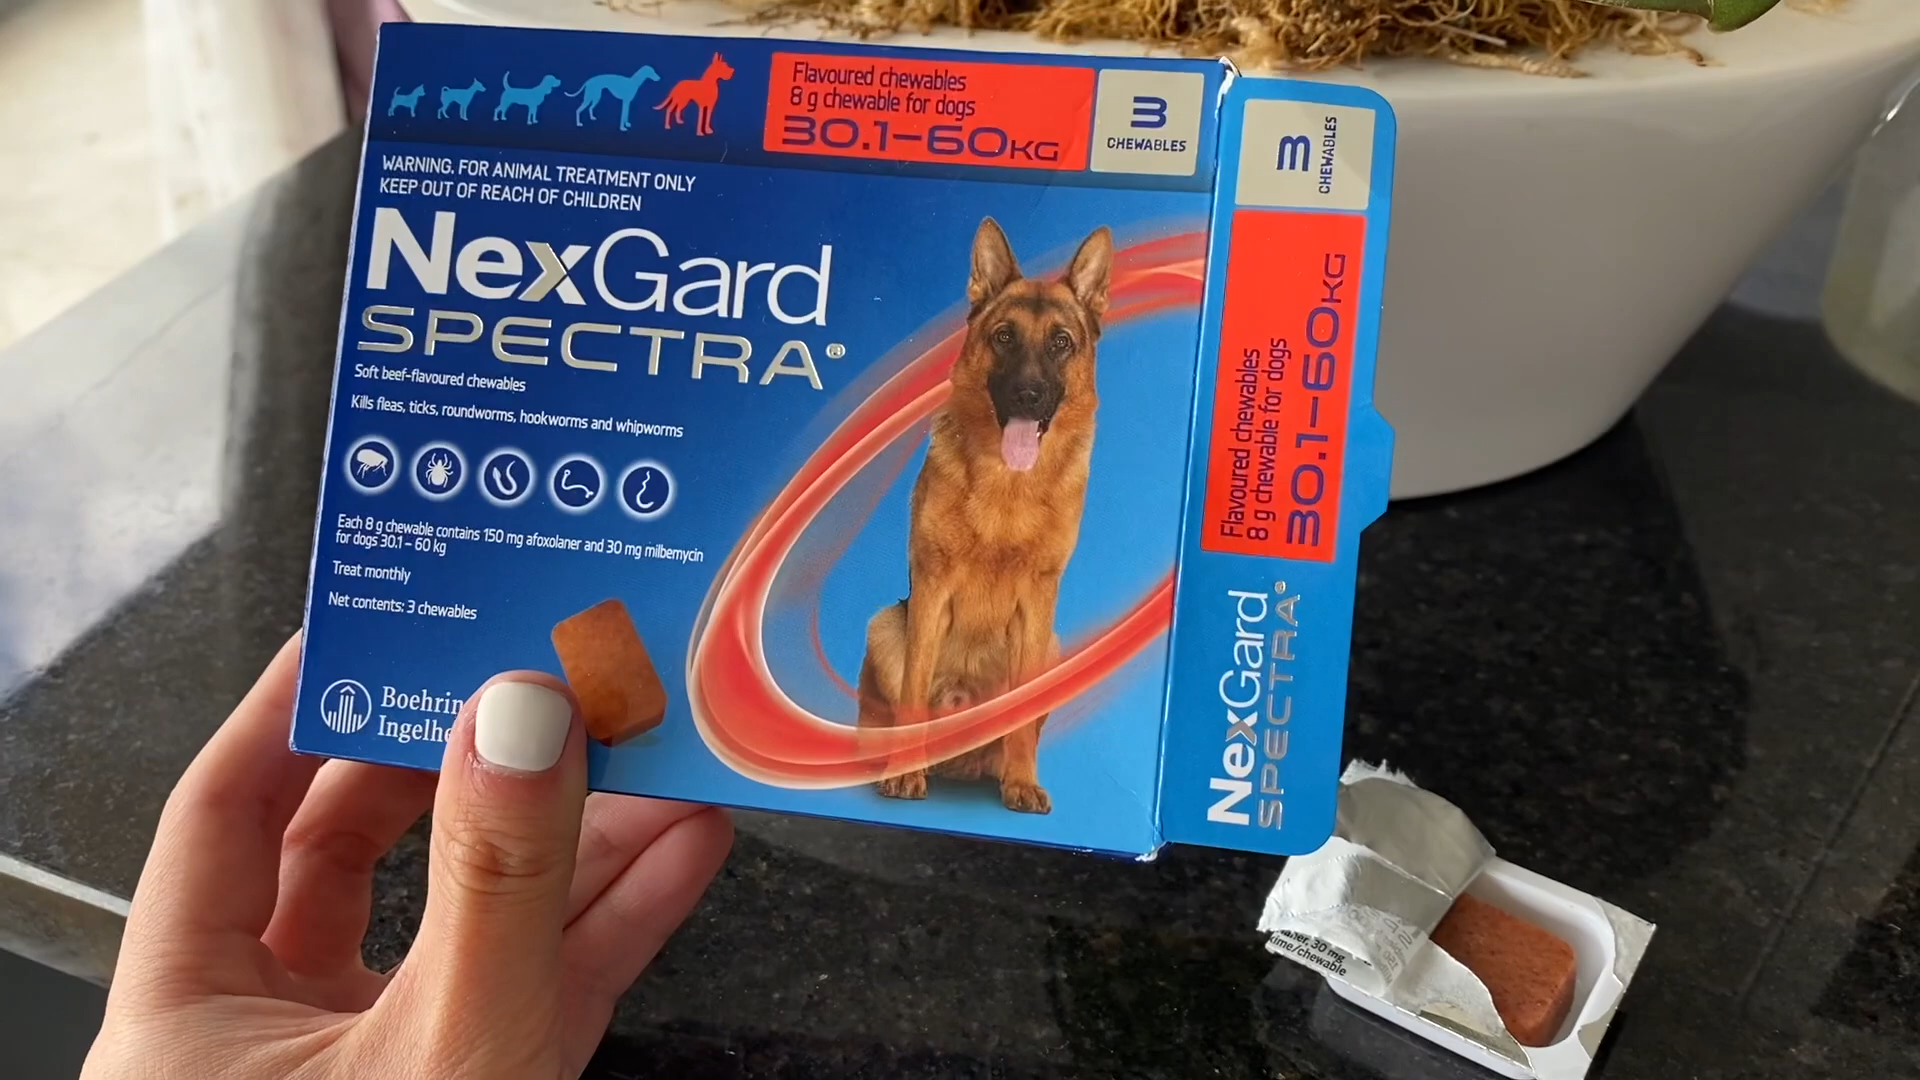 Flavoured chewables
8 g chewable for dogs
30.1–60KG
3
CHEWABLES
WARNING. FOR ANIMAL TREATMENT ONLY
KEEP OUT OF REACH OF CHILDREN
NexGard
SPECTRA®
Soft beef-flavoured chewables
Kills fleas, ticks, roundworms, hookworms and whipworms
Each 8 g chewable contains 150 mg afoxolaner and 30 mg milbemycin
for dogs 30.1 – 60 kg
Treat monthly
Net contents: 3 chewables
Boehrin
Ingelhe
3
CHEWABLES
Flavoured chewables
8 g chewable for dogs
30.1–60KG
NexGard
SPECTRA®
aner, 30 mg
xime/chewable